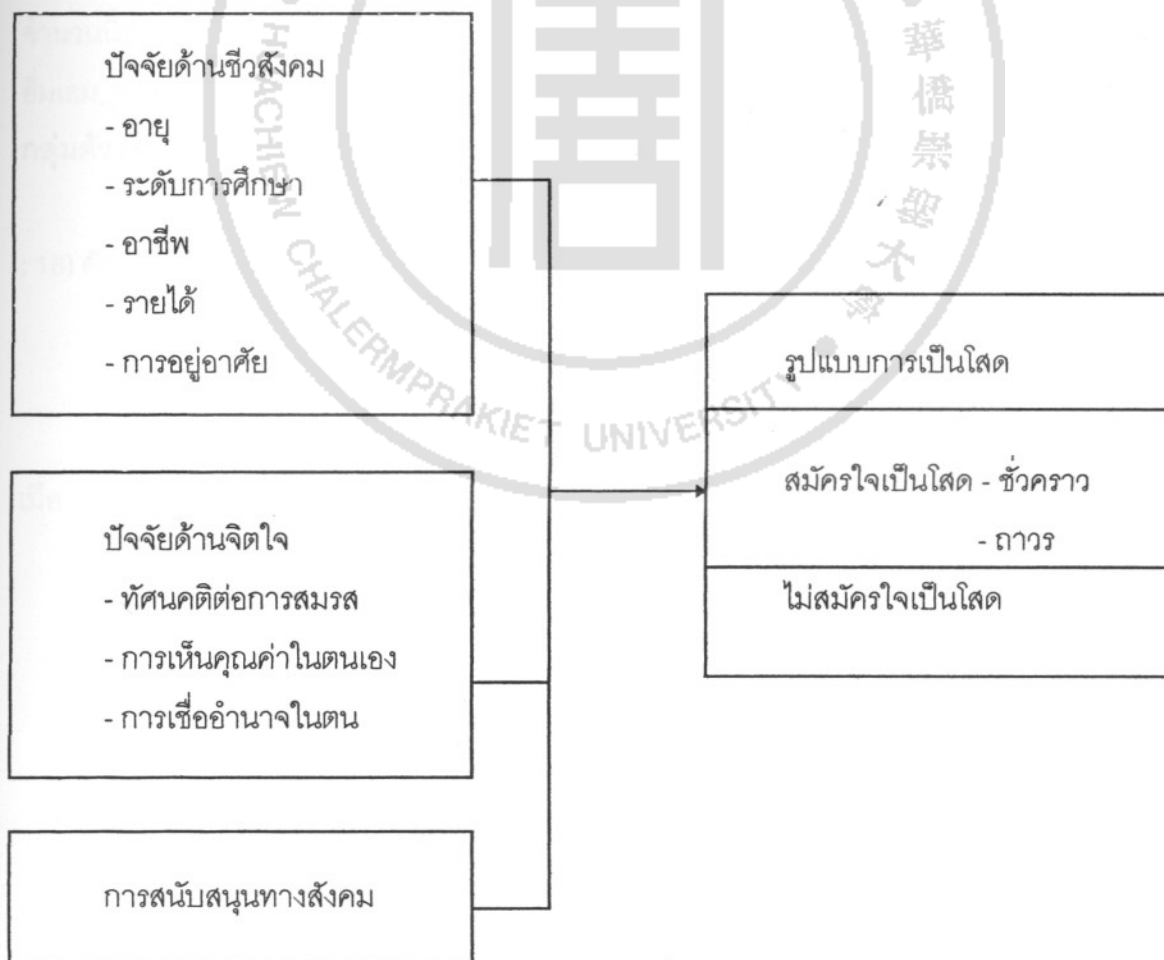 ปัจจัยด้านชีวสังคม
- อายุ
- ระดับการศึกษา
- อาชีพ
- รายได้
- การอยู่อาศัย
ปัจจัยด้านจิตใจ
- ทัศนคติต่อการสมรส
- การเห็นคุณค่าในตนเอง
- การเชื่ออำนาจในตน
การสนับสนุนทางสังคม
รูปแบบการเป็นโสด
สมัครใจเป็นโสด - ชั่วคราว
- ถาวร
ไม่สมัครใจเป็นโสด
HUACHIEW CHALERMPRAKIET UNIVERSITY
華僑崇聖大學